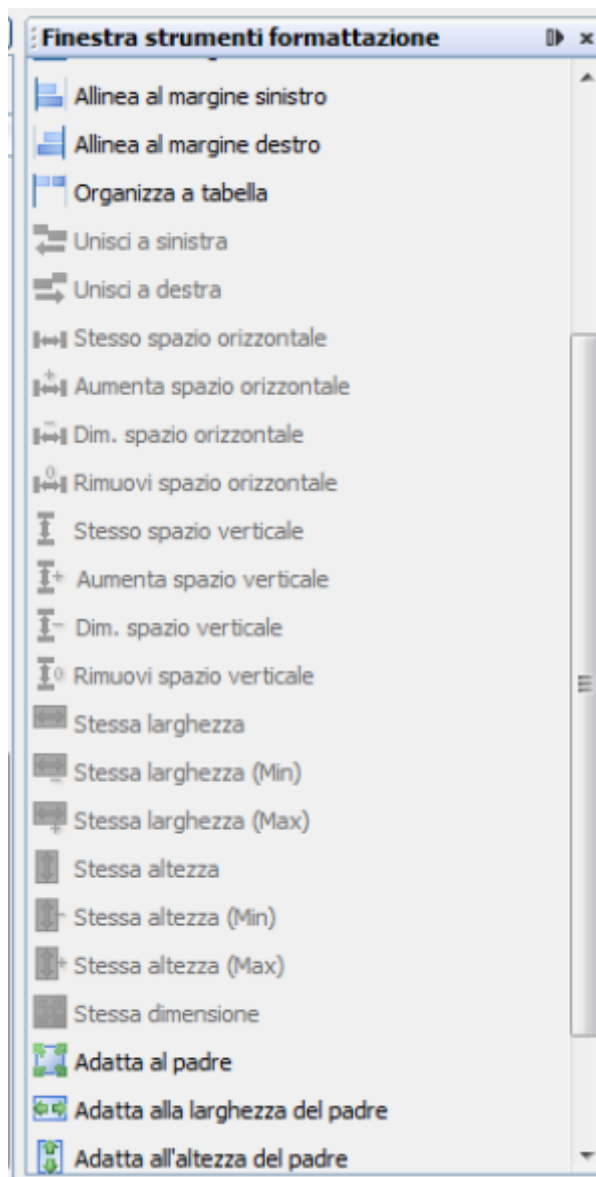 Finestra strumenti formattazione
Allinea al margine sinistro
Allinea al margine destro
Organizza a tabella
Unisci a sinistra
Unisci a destra
Stesso spazio orizzontale
Aumenta spazio orizzontale
Dim. spazio orizzontale
Rimuovi spazio orizzontale
Stesso spazio verticale
Aumenta spazio verticale
Dim. spazio verticale
Rimuovi spazio verticale
Stessa larghezza
Stessa larghezza (Min)
Stessa larghezza (Max)
Stessa altezza
Stessa altezza (Min)
Stessa altezza (Max)
Stessa dimensione
Adatta al padre
Adatta alla larghezza del padre
Adatta all'altezza del padre